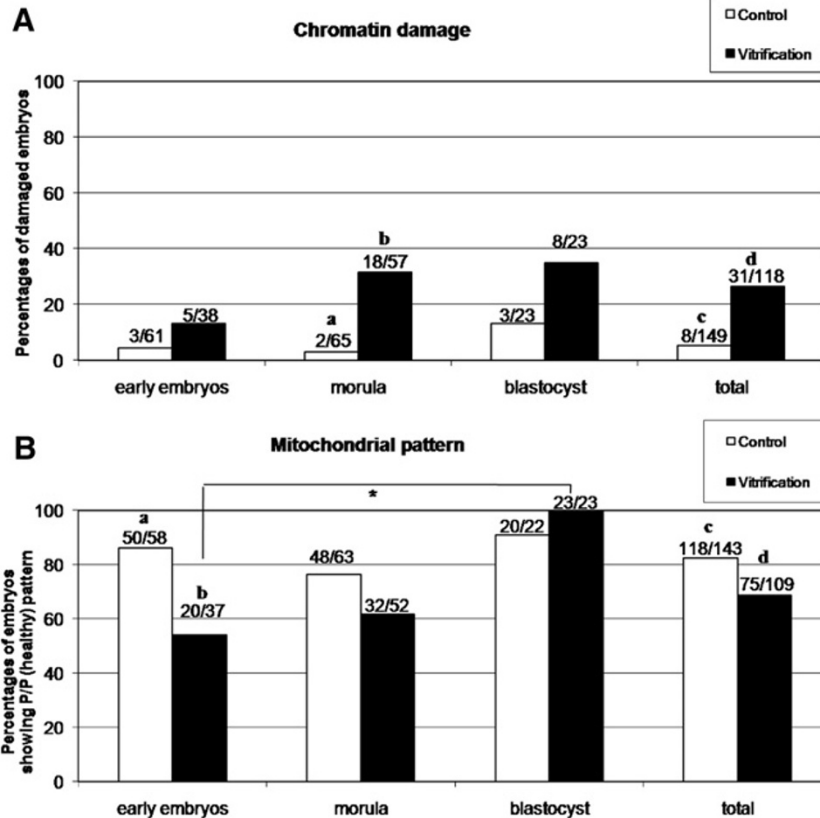 A
Chromatin damage
Control
Vitrification
Percentages of damaged embryos
100
80
60
40
20
0
3/61
5/38
a
2/65
b
18/57
3/23
8/23
c
8/149
d
31/118
early embryos
morula
blastocyst
total
B
Mitochondrial pattern
Control
Vitrification
Percentages of embryos
showing P/P (healthy) pattern
100
80
60
40
20
0
*
a
50/58
b
20/37
48/63
32/52
20/22
23/23
c
118/143
d
75/109
early embryos
morula
blastocyst
total